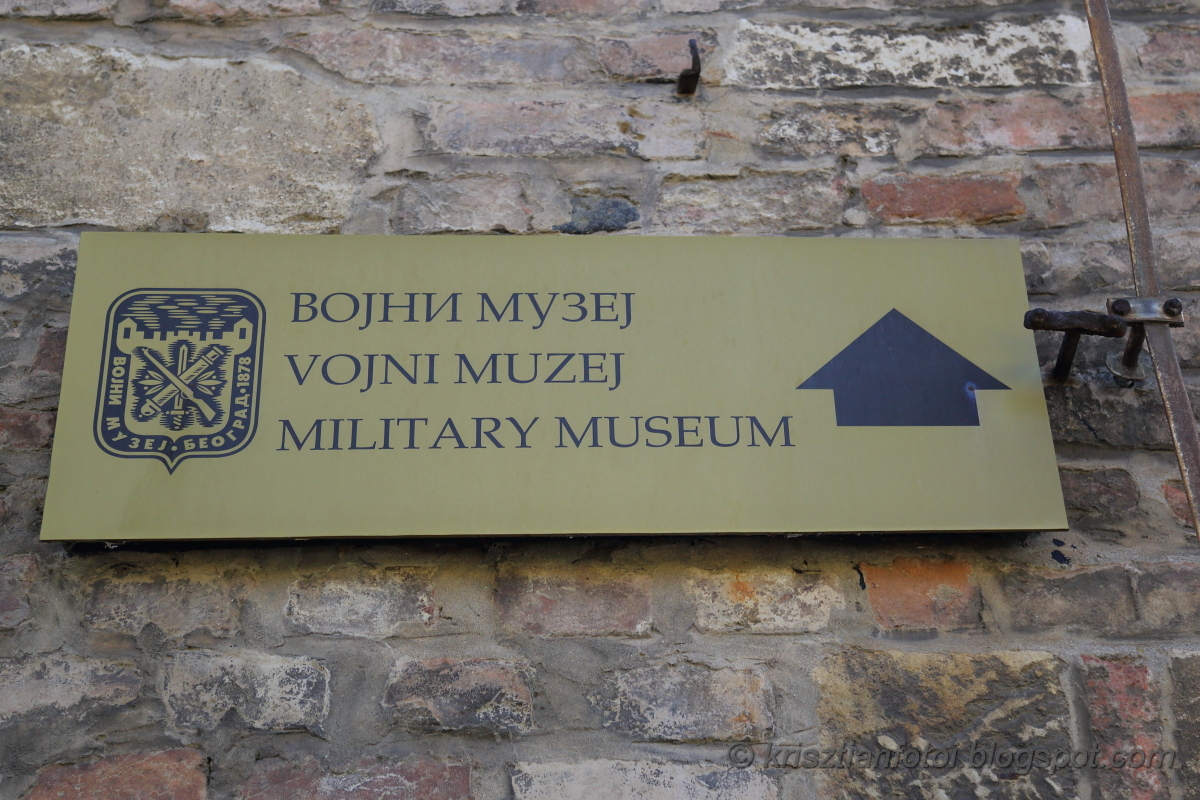 ВОЈНИ МУЗЕЈ
VOJNI MUZEJ
MILITARY MUSEUM
ВОЈНИ МУЗЕЈ·БЕОГРАД·1878
© krisztianfotoi.blogspot.com